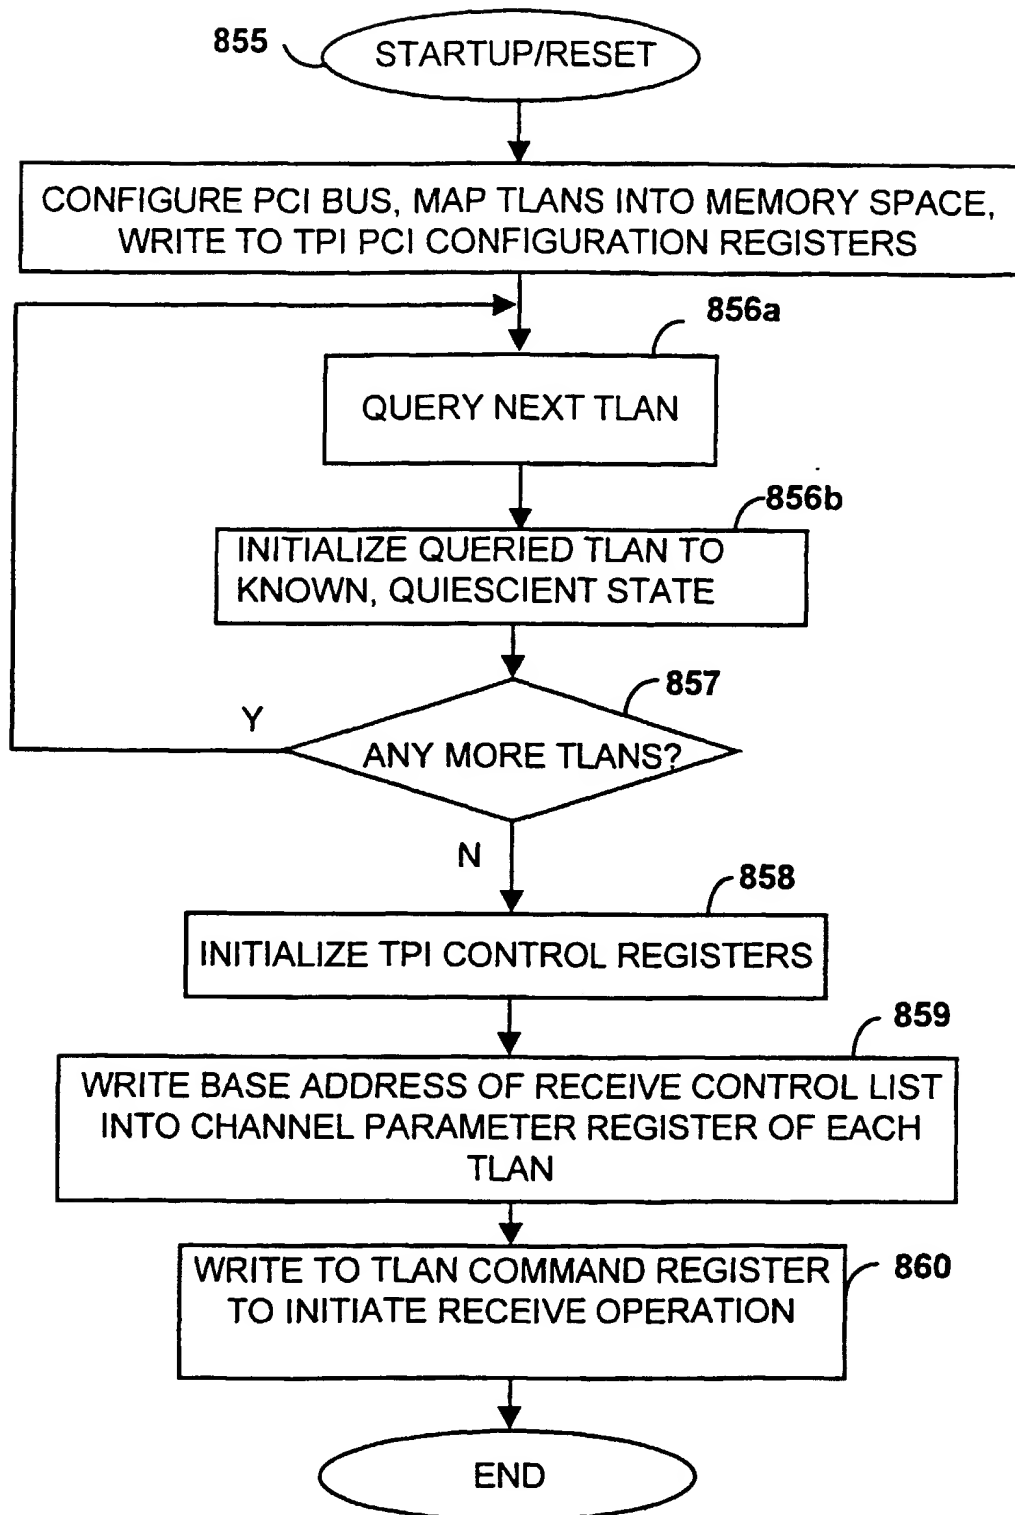 855
STARTUP/RESET
CONFIGURE PCI BUS, MAP TLANS INTO MEMORY SPACE,
WRITE TO TPI PCI CONFIGURATION REGISTERS
856a
QUERY NEXT TLAN
856b
INITIALIZE QUERIED TLAN TO
KNOWN, QUIESCIENT STATE
857
Y
ANY MORE TLANS?
N
858
INITIALIZE TPI CONTROL REGISTERS
859
WRITE BASE ADDRESS OF RECEIVE CONTROL LIST
INTO CHANNEL PARAMETER REGISTER OF EACH
TLAN
860
WRITE TO TLAN COMMAND REGISTER
TO INITIATE RECEIVE OPERATION
END